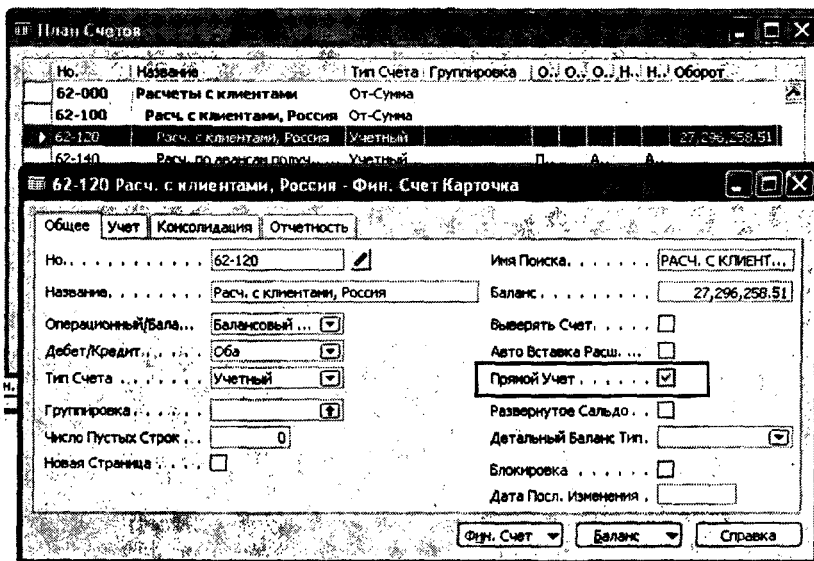 План Счетов
Но. Название Тип Счета Группировка О.. О.. О.. Н.. Н.. Оборот
62-000 Расчеты с клиентами От-Сумма
62-100 Расч. с клиентами, Россия От-Сумма
62-120 Расч. с клиентами, Россия Учетный 27,296,258.51
62-140 Расч. по авансам получ.... Учетный П.. А.. А..
62-120 Расч. с клиентами, Россия - Фин. Счет Карточка
Общее Учет Консолидация Отчетность
Но. 62-120 Имя Поиска. РАСЧ. С КЛИЕНТ...
Название. Расч. с клиентами, Россия Баланс 27,296,258.51
Операционный/Бала... Балансовый ... Выверять Счет.
Дебет/Кредит. Оба Авто Вставка Расш. ...
Тип Счета Учетный Прямой Учет
Группировка. Развернутое Сальдо
Число Пустых Строк 0 Детальный Баланс Тип.
Новая Страница Блокировка
Дата Посл. Изменения
Фин. Счет Баланс Справка